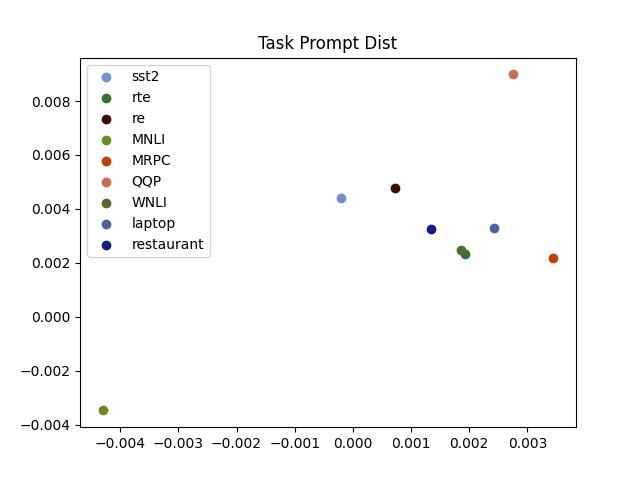 Task Prompt Dist
sst2
rte
re
MNLI
MRPC
QQP
WNLI
laptop
restaurant
0.008
0.006
0.004
0.002
0.000
−0.002
−0.004
−0.004 −0.003 −0.002 −0.001 0.000 0.001 0.002 0.003